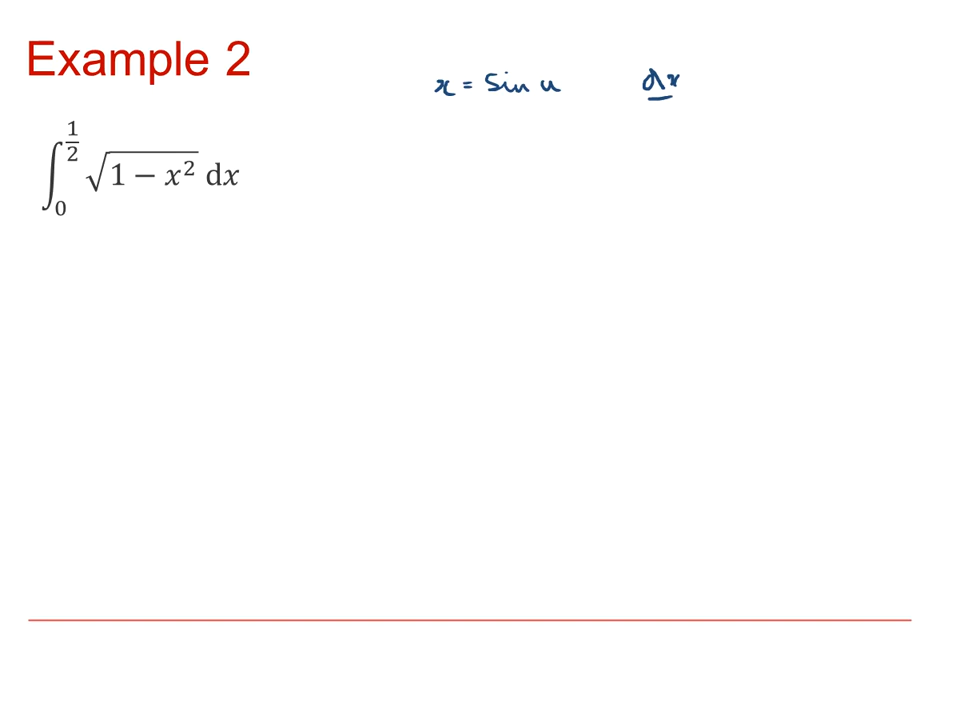 Example 2
x = Sin u dx
∫₀^{1/2} √(1 − x²) dx